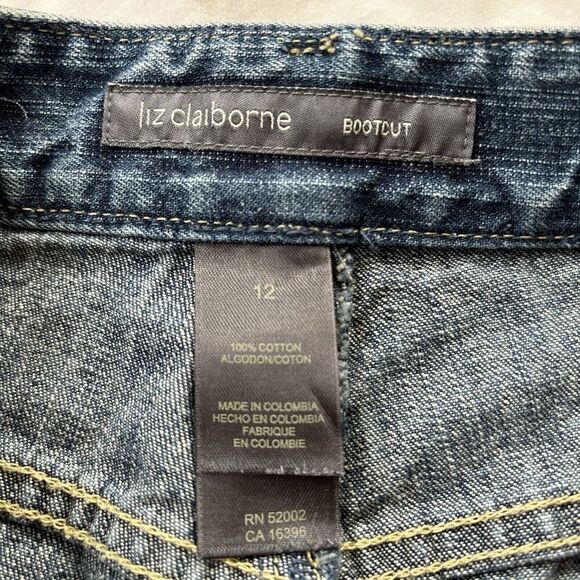 liz claiborne BOOTCUT
12
100% COTTON
ALGODON/COTON
MADE IN COLOMBIA
HECHO EN COLOMBIA
FABRIQUE
EN COLOMBIE
RN 52002
CA 16396